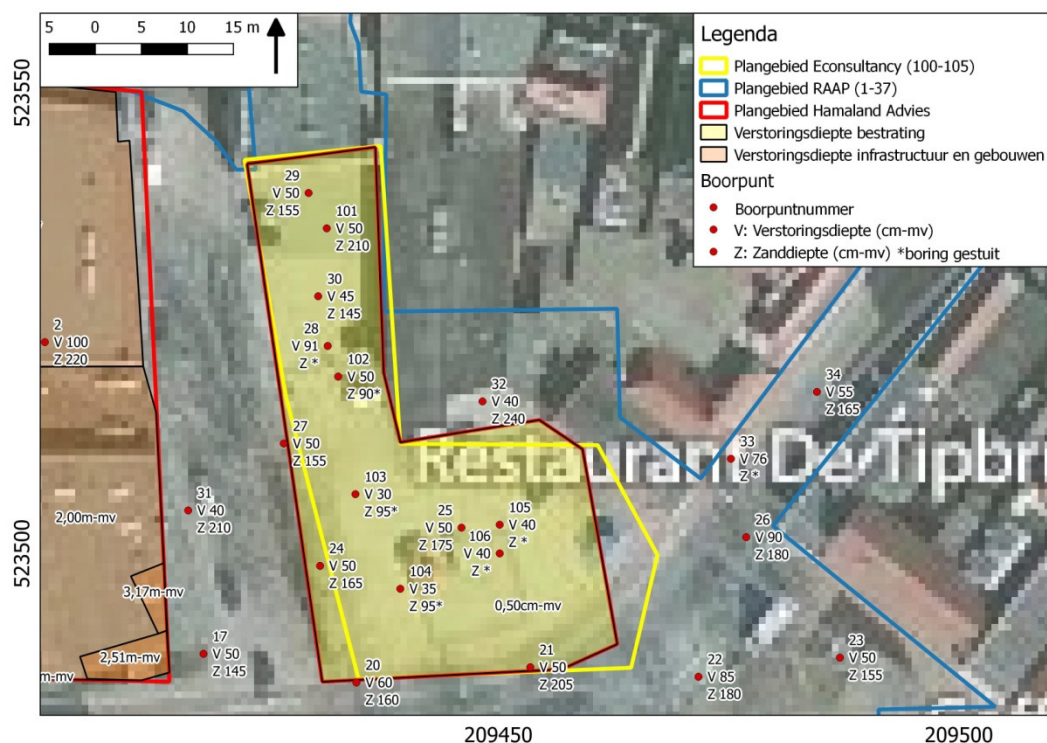 5 0 5 10 15 m
Legenda
Plangebied Econsultancy (100-105)
Plangebied RAAP (1-37)
Plangebied Hamaland Advies
Verstoringsdiepte bestrating
Verstoringsdiepte infrastructuur en gebouwen
Boorpunt
Boorpuntnummer
V: Verstoringsdiepte (cm-mv)
Z: Zanddiepte (cm-mv) *boring gestuit
523550
29
V 50
Z 155
101
V 50
Z 210
30
V 45
Z 145
28
V 91
Z *
2
V 100
Z 220
102
V 50
Z 90*
32
V 40
Z 240
34
V 55
Z 165
27
V 50
Z 155
Restaurant De Tipbr
33
V 76
Z *
103
V 30
Z 95*
31
V 40
Z 210
2,00m-mv
25
V 50
Z 175
105
V 40
Z *
106
V 40
Z *
26
V 90
Z 180
523500
24
V 50
Z 165
104
V 35
Z 95*
3,17m-mv
0,50cm-mv
17
V 50
Z 145
2,51m-mv
m-mv
20
V 60
Z 160
21
V 50
Z 205
22
V 85
Z 180
23
V 50
Z 155
209450
209500